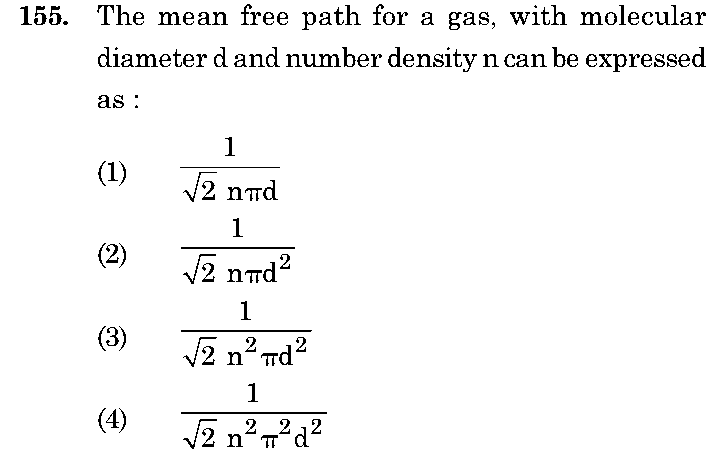 155. The mean free path for a gas, with molecular
diameter d and number density n can be expressed
as :
(1) 1/(√2 nπd)
(2) 1/(√2 nπd²)
(3) 1/(√2 n²πd²)
(4) 1/(√2 n²π²d²)